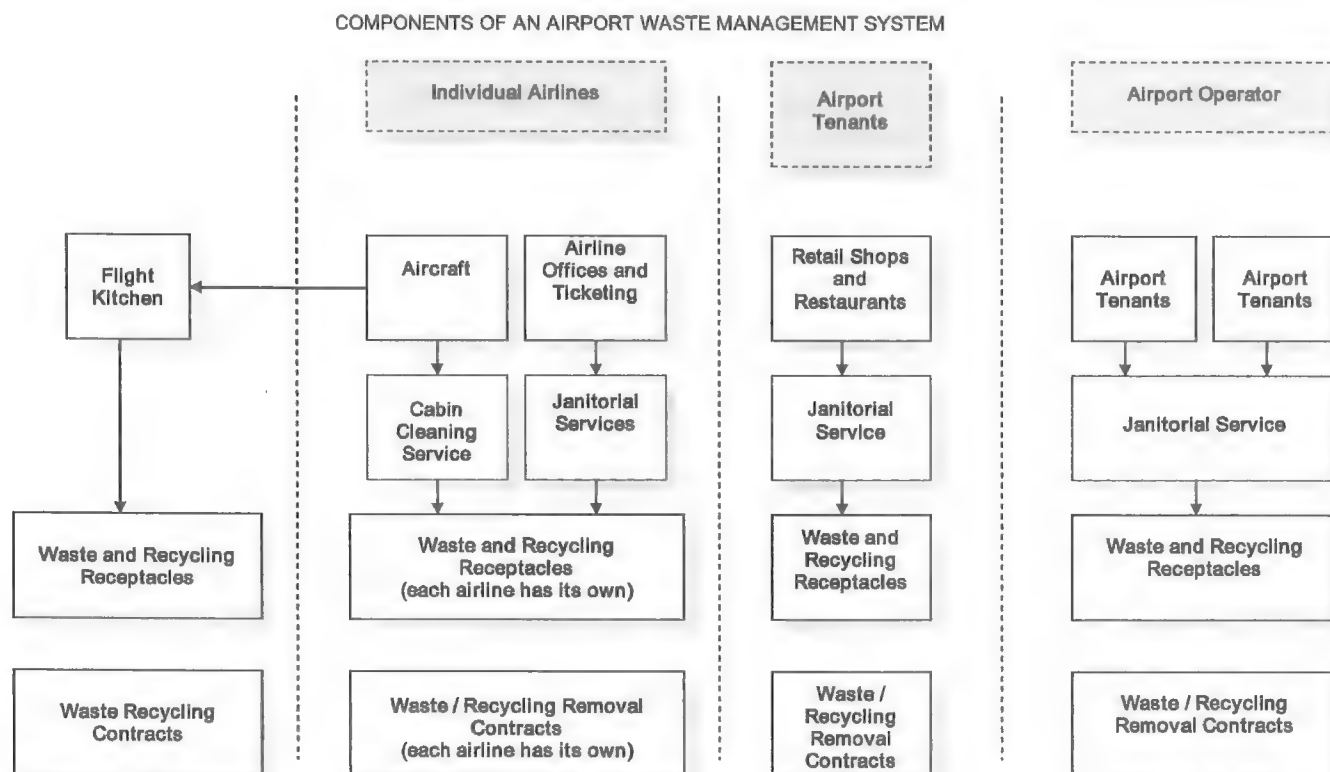 COMPONENTS OF AN AIRPORT WASTE MANAGEMENT SYSTEM
Individual Airlines
Airport
Tenants
Airport Operator
Flight
Kitchen
Aircraft
Airline
Offices and
Ticketing
Retail Shops
and
Restaurants
Airport
Tenants
Airport
Tenants
Cabin
Cleaning
Service
Janitorial
Services
Janitorial
Service
Janitorial Service
Waste and Recycling
Receptacles
Waste and Recycling
Receptacles
(each airline has its own)
Waste and
Recycling
Receptacles
Waste and Recycling
Receptacles
Waste Recycling
Contracts
Waste / Recycling Removal
Contracts
(each airline has its own)
Waste /
Recycling
Removal
Contracts
Waste / Recycling
Removal Contracts